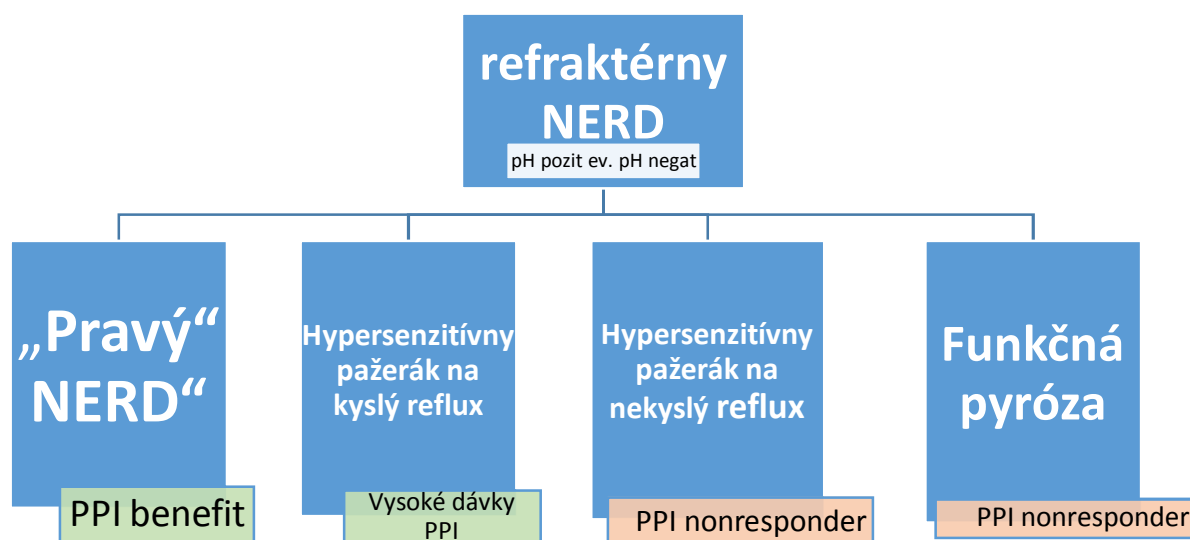 refraktérny
NERD
pH pozit ev. pH negat
„Pravý“
NERD“
Hypersenzitívny
pažerák na
kyslý reflux
Hypersenzitívny
pažerák na
nekyslý reflux
Funkčná
pyróza
PPI benefit
Vysoké dávky
PPI
PPI nonresponder
PPI nonresponder